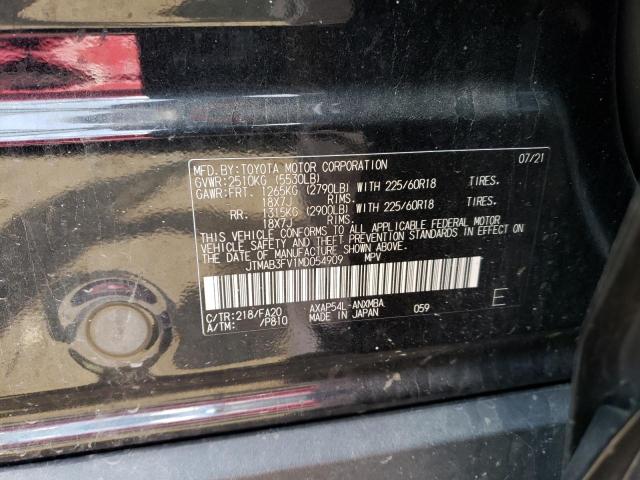 MFD. BY: TOYOTA MOTOR CORPORATION 07/21
GVWR: 2510KG (5530LB)
GAWR: FRT. 1265KG (2790LB) WITH 225/60R18 TIRES,
18X7J RIMS.
RR. 1315KG (2900LB) WITH 225/60R18 TIRES,
18X7J RIMS.
THIS VEHICLE CONFORMS TO ALL APPLICABLE FEDERAL MOTOR
VEHICLE SAFETY AND THEFT PREVENTION STANDARDS IN EFFECT ON
THE DATE OF MANUFACTURE SHOWN ABOVE.
JTMAB3FV1MD054909 MPV
C/TR: 218/FA20 AXAP54L-ANXMBA 059 E
A/TM: /P810 MADE IN JAPAN